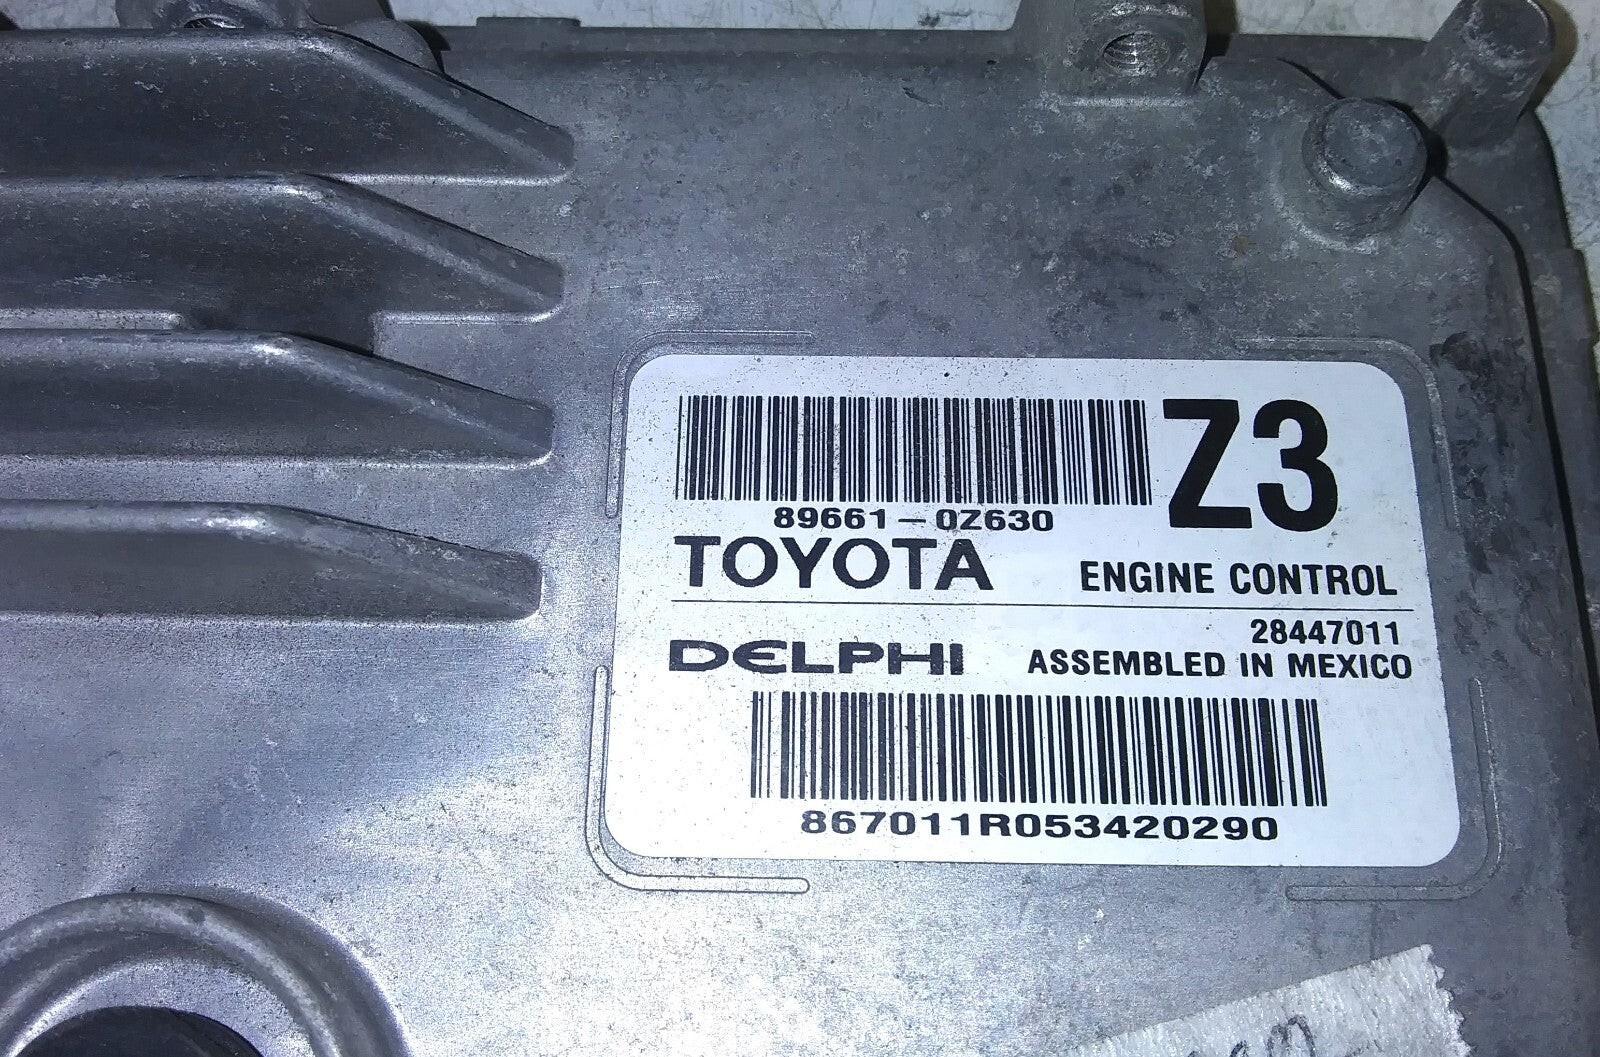 Z3
89661-0Z630
TOYOTA ENGINE CONTROL
28447011
DELPHI ASSEMBLED IN MEXICO
867011R053420290